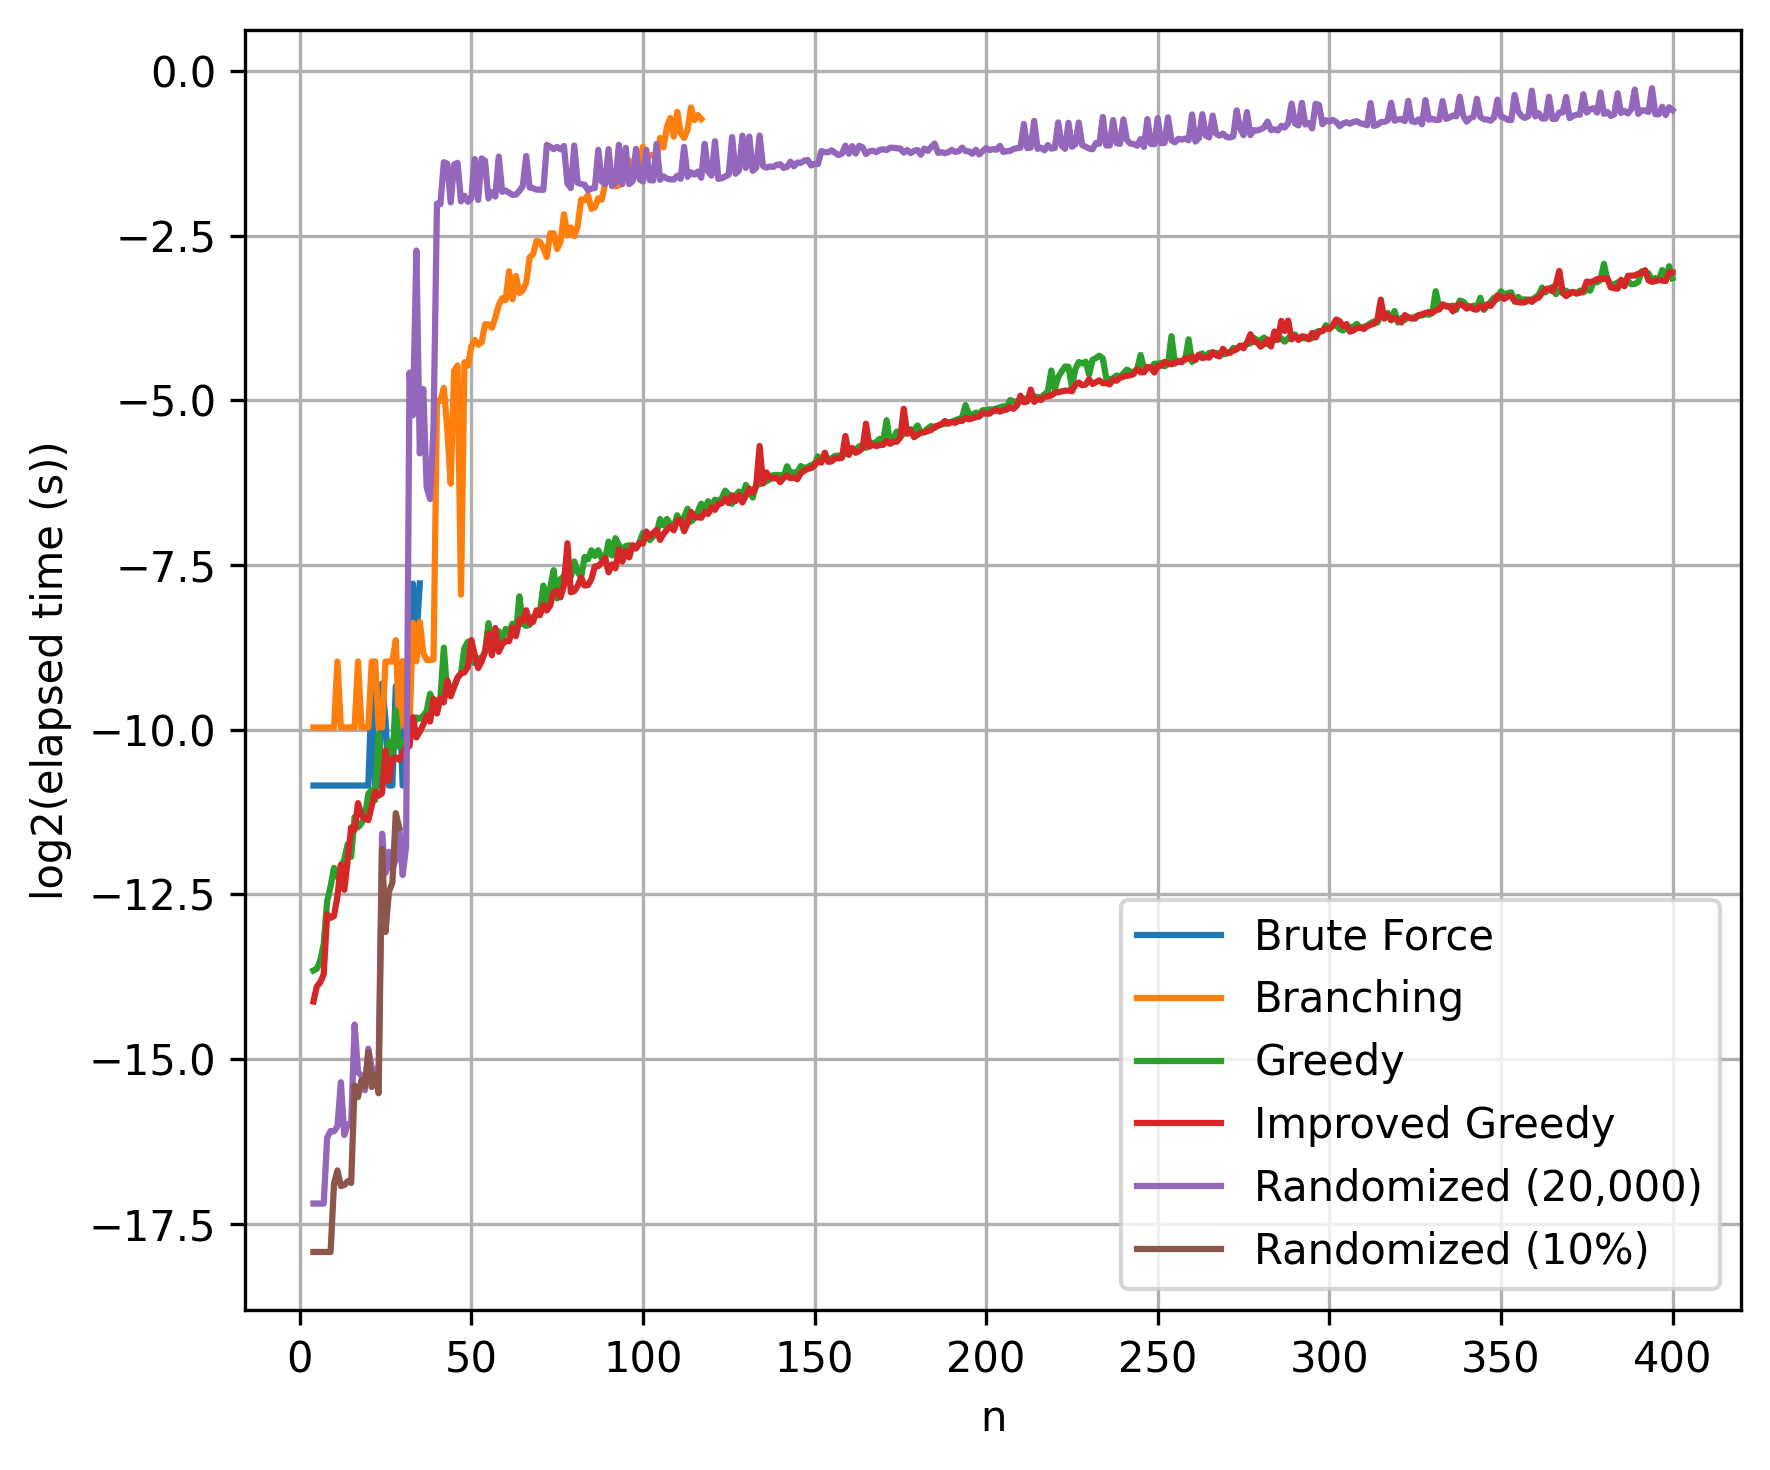 0.0
−2.5
−5.0
−7.5
−10.0
−12.5
−15.0
−17.5
log2(elapsed time (s))
0 50 100 150 200 250 300 350 400
n
Brute Force
Branching
Greedy
Improved Greedy
Randomized (20,000)
Randomized (10%)